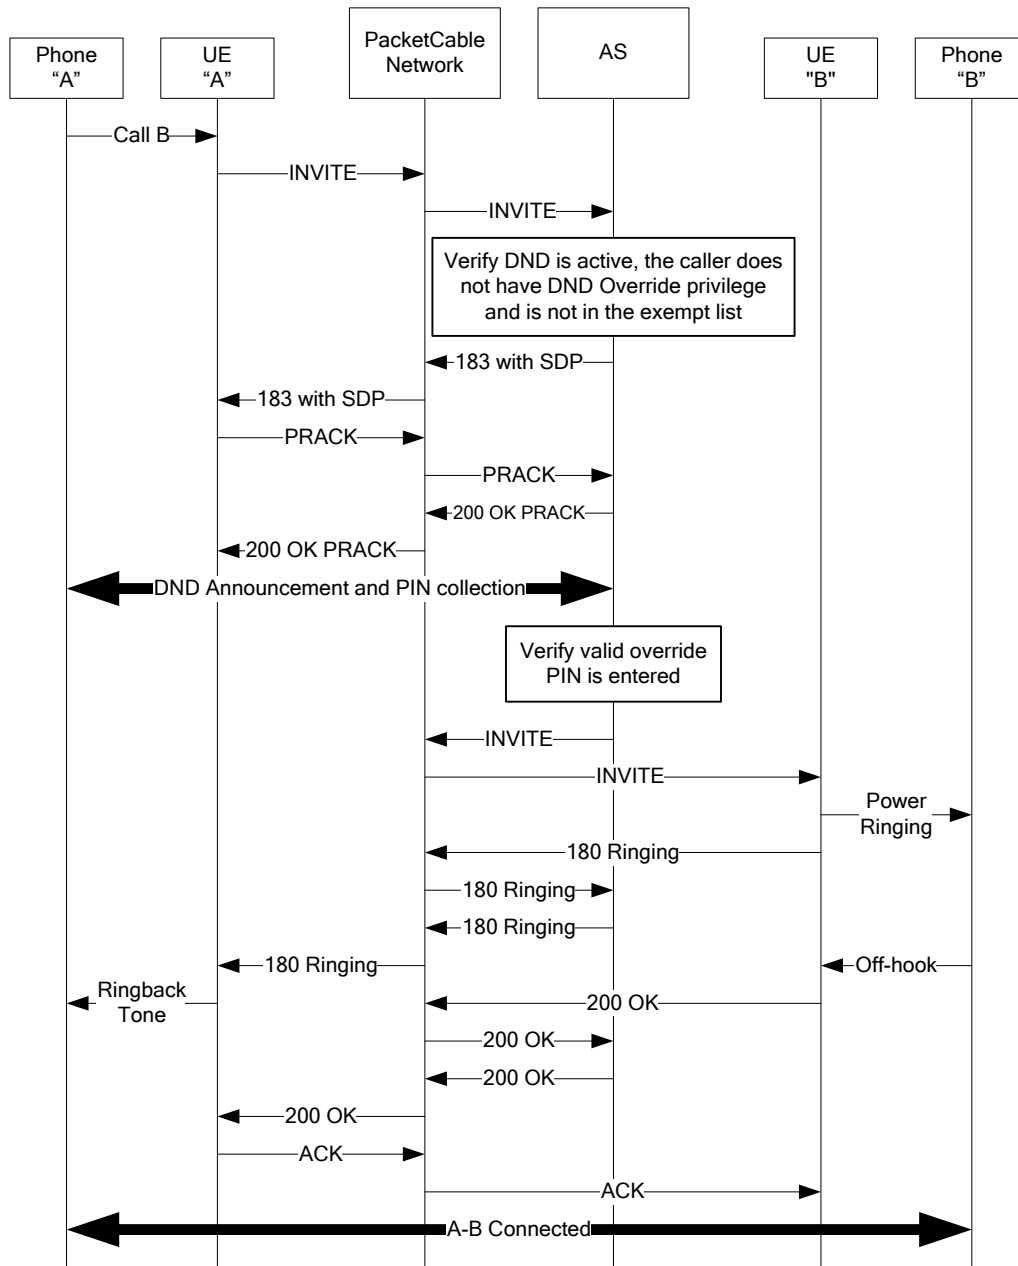 Phone
“A”
UE
“A”
PacketCable
Network
AS
UE
"B"
Phone
“B”
Call B
INVITE
INVITE
Verify DND is active, the caller does
not have DND Override privilege
and is not in the exempt list
183 with SDP
183 with SDP
PRACK
PRACK
200 OK PRACK
200 OK PRACK
DND Announcement and PIN collection
Verify valid override
PIN is entered
INVITE
INVITE
Power
Ringing
180 Ringing
180 Ringing
180 Ringing
180 Ringing
Off-hook
Ringback
Tone
200 OK
200 OK
200 OK
200 OK
ACK
ACK
A-B Connected